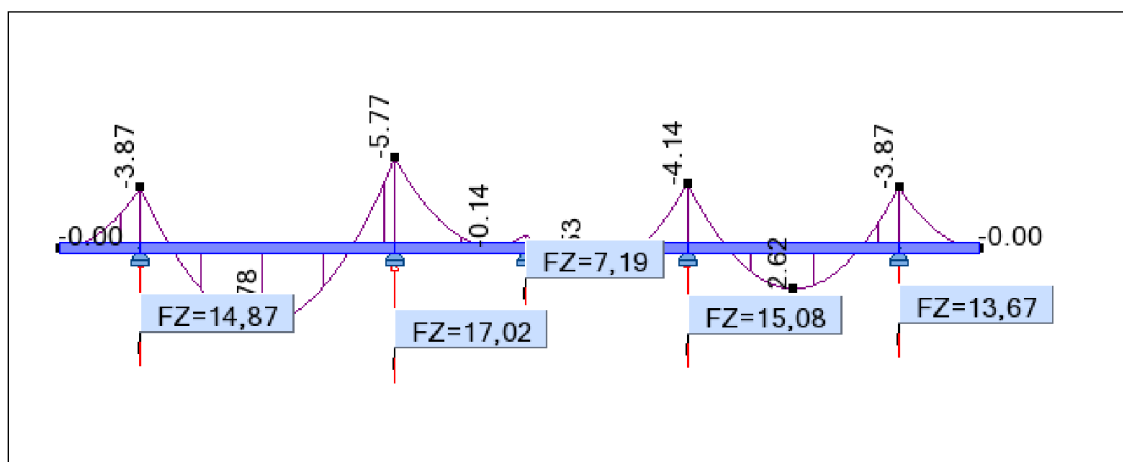 -5.77
-3.87
-4.14
-3.87
-0.14
-0.00
-0.00
FZ=7,19
2.62
78
FZ=14,87
FZ=17,02
FZ=15,08
FZ=13,67